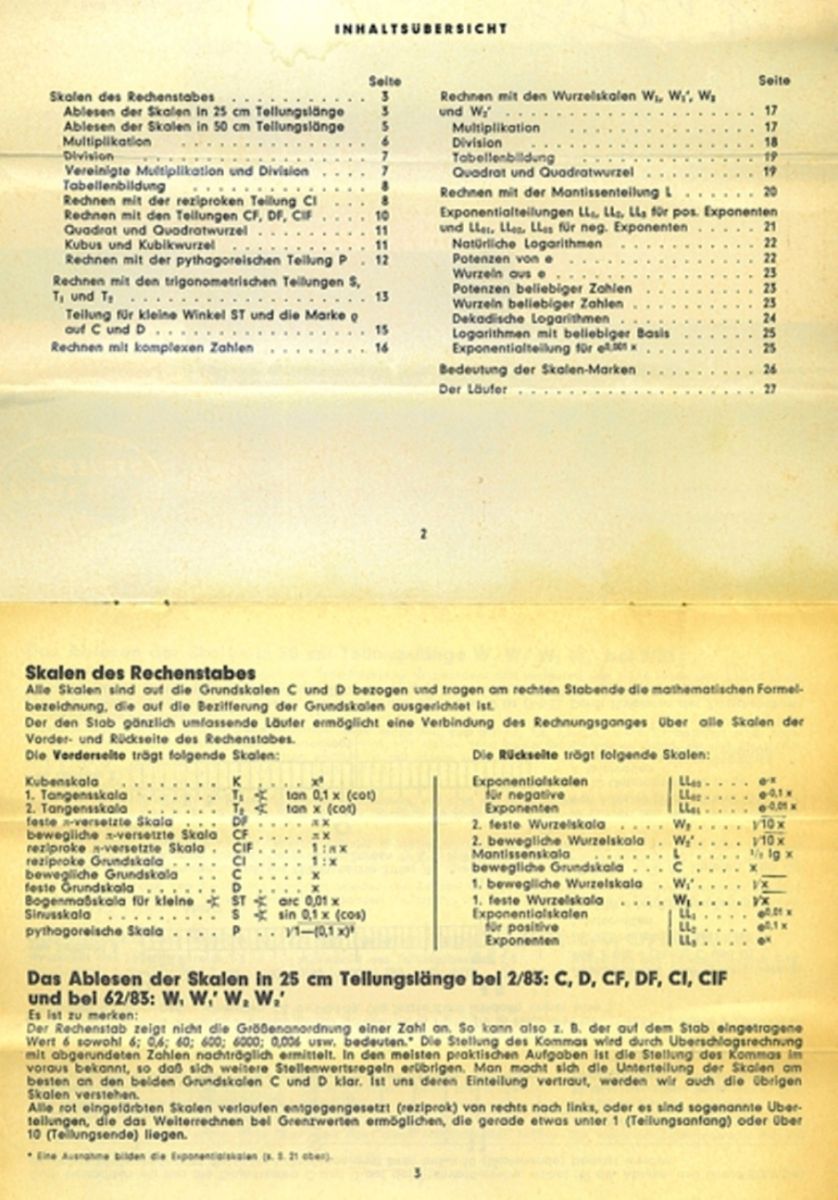 INHALTSÜBERSICHT
Seite
Skalen des Rechenstabes . . . . . . . . . . . 3
Ablesen der Skalen in 25 cm Teilungslänge 3
Ablesen der Skalen in 50 cm Teilungslänge 5
Multiplikation . . . . . . . . . . . . . . . 6
Division . . . . . . . . . . . . . . . . 7
Vereinigte Multiplikation und Division . . . . 7
Tabellenbildung . . . . . . . . . . . . . 8
Rechnen mit der reziproken Teilung CI . . . 8
Rechnen mit den Teilungen CF, DF, CIF . . . . 10
Quadrat und Quadratwurzel . . . . . . . . . 11
Kubus und Kubikwurzel . . . . . . . . . . . 11
Rechnen mit der pythagoreischen Teilung P . . 12
Rechnen mit den trigonometrischen Teilungen S,
T₁ und T₂ . . . . . . . . . . . . . . . . . 13
Teilung für kleine Winkel ST und die Marke ϱ
auf C und D . . . . . . . . . . . . . . . 15
Rechnen mit komplexen Zahlen . . . . . . . . 16
Seite
Rechnen mit den Wurzelskalen W₁, W₁', W₂
und W₂' . . . . . . . . . . . . . . . . . . 17
Multiplikation . . . . . . . . . . . . . . 17
Division . . . . . . . . . . . . . . . . . 18
Tabellenbildung . . . . . . . . . . . . . 19
Quadrat und Quadratwurzel . . . . . . . . . 19
Rechnen mit der Mantissenteilung L . . . . . . 20
Exponentialteilungen LL₁, LL₂, LL₃ für pos. Exponenten
und LL₀₁, LL₀₂, LL₀₃ für neg. Exponenten . . . . . 21
Natürliche Logarithmen . . . . . . . . . . 22
Potenzen von e . . . . . . . . . . . . . . 22
Wurzeln aus e . . . . . . . . . . . . . . 23
Potenzen beliebiger Zahlen . . . . . . . . 23
Wurzeln beliebiger Zahlen . . . . . . . . . 23
Dekadische Logarithmen . . . . . . . . . . 24
Logarithmen mit beliebiger Basis . . . . . . 25
Exponentialteilung für e⁰,⁰⁰¹ ˣ . . . . . . . . 25
Bedeutung der Skalen-Marken . . . . . . . . . 26
Der Läufer . . . . . . . . . . . . . . . . . 27
2
Skalen des Rechenstabes
Alle Skalen sind auf die Grundskalen C und D bezogen und tragen am rechten Stabende die mathematischen Formel-
bezeichnung, die auf die Bezifferung der Grundskalen ausgerichtet ist.
Der den Stab gänzlich umfassende Läufer ermöglicht eine Verbindung des Rechnungsganges über alle Skalen der
Vorder- und Rückseite des Rechenstabes.
Die Vorderseite trägt folgende Skalen:
Kubenskala . . . . . . . . K . . . . x³
1. Tangensskala . . . . . . T₁ ∢ tan 0,1 x (cot)
2. Tangensskala . . . . . . T₂ ∢ tan x (cot)
feste π-versetzte Skala . . . . DF . . . . π x
bewegliche π-versetzte Skala CF . . . . π x
reziproke π-versetzte Skala . CIF . . . . 1 : π x
reziproke Grundskala . . . . CI . . . . 1 : x
bewegliche Grundskala . . . C . . . . x
feste Grundskala . . . . . . D . . . . x
Bogenmaßskala für kleine ∢ ST ∢ arc 0,01 x
Sinusskala . . . . . . . . S ∢ sin 0,1 x (cos)
pythagoreische Skala . . . . P . . √1—(0,1 x)²
Die Rückseite trägt folgende Skalen:
Exponentialskalen LL₀₃ . . . . e⁻ˣ
für negative LL₀₂ . . . . e⁻⁰,¹ ˣ
Exponenten LL₀₁ . . . . e⁻⁰,⁰¹ ˣ
2. feste Wurzelskala . . . . W₂ . . . . √10 x
2. bewegliche Wurzelskala . W₂' . . . . √10 x
Mantissenskala . . . . . . L . . . . ¹/₂ lg x
bewegliche Grundskala . . . C . . . . x
1. bewegliche Wurzelskala . W₁' . . . . √x
1. feste Wurzelskala . . . . W₁ . . . . √x
Exponentialskalen LL₁ . . . . e⁰,⁰¹ ˣ
für positive LL₂ . . . . e⁰,¹ ˣ
Exponenten LL₃ . . . . eˣ
Das Ablesen der Skalen in 25 cm Teilungslänge bei 2/83: C, D, CF, DF, CI, CIF
und bei 62/83: W₁ W₁' W₂ W₂'
Es ist zu merken:
Der Rechenstab zeigt nicht die Größenanordnung einer Zahl an. So kann also z. B. der auf dem Stab eingetragene
Wert 6 sowohl 6; 0,6; 60; 600; 6000; 0,006 usw. bedeuten.* Die Stellung des Kommas wird durch Überschlagsrechnung
mit abgerundeten Zahlen nachträglich ermittelt. In den meisten praktischen Aufgaben ist die Stellung des Kommas im
voraus bekannt, so daß sich weitere Stellenwertsregeln erübrigen. Man macht sich die Unterteilung der Skalen am
besten an den beiden Grundskalen C und D klar. Ist uns deren Einteilung vertraut, werden wir auch die übrigen
Skalen verstehen.
Alle rot eingefärbten Skalen verlaufen entgegengesetzt (reziprok) von rechts nach links, oder es sind sogenannte Über-
teilungen, die das Weiterrechnen bei Grenzwerten ermöglichen, die gerade etwas unter 1 (Teilungsanfang) oder über
10 (Teilungsende) liegen.
* Eine Ausnahme bilden die Exponentialskalen (s. S. 21 oben).
3